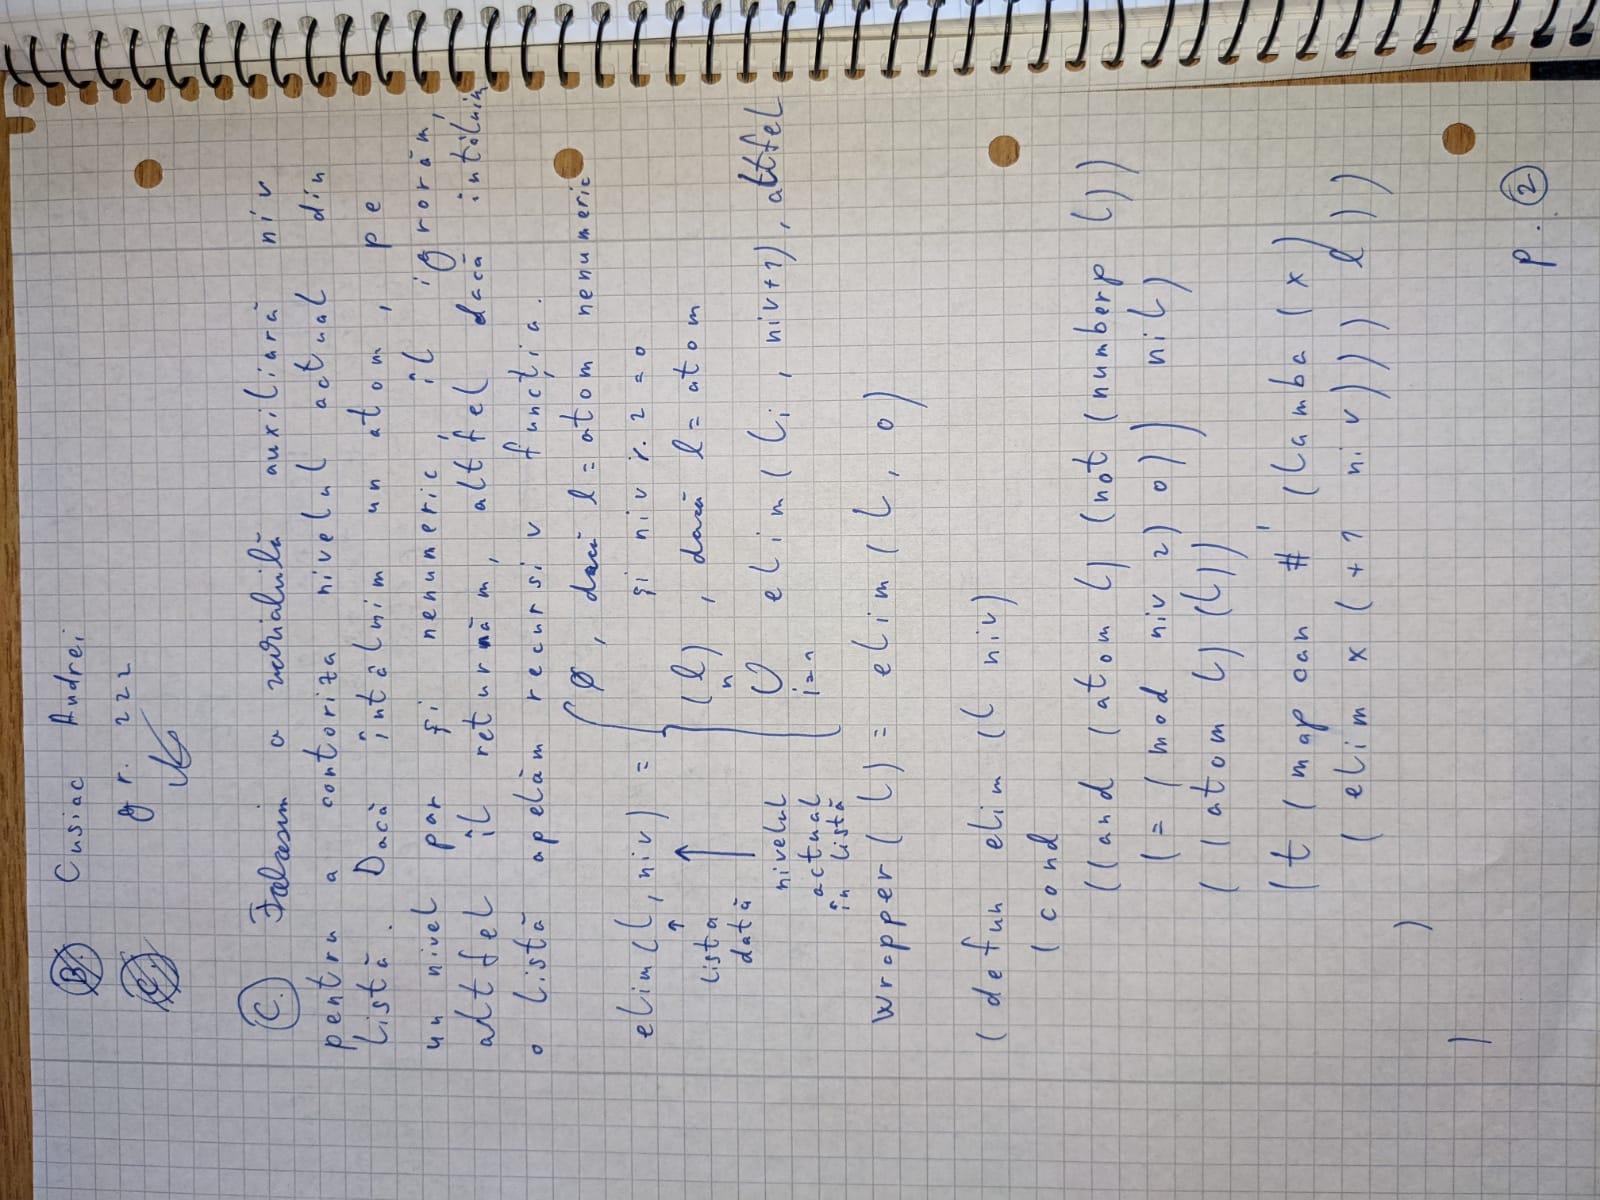 B. Cusiac Andrei
C. gr. 222
C. Folosim o variabilă auxiliară niv
pentru a contoriza nivelul actual din
listă. Dacă întâlnim un atom, pe
un nivel par și nenumeric îl ignorăm,
altfel îl returnăm, altfel dacă întâlnim
o listă apelăm recursiv funcția.
elim(l, niv) = { ∅, dacă l = atom nenumeric
și niv r. 2 = 0
(l), dacă l = atom
n
∪ elim(li, niv+1), altfel
i=1
lista
dată
nivelul
actual
în listă
wrapper(l) = elim(l, 0)
(defun elim (l niv)
(cond
((and (atom l) (not (numberp l))
(= (mod niv 2) 0)) nil)
((atom l) (l))
(t (mapcan #' (lamba (x)
(elim x (+1 niv))) l))
)
)
p. 2